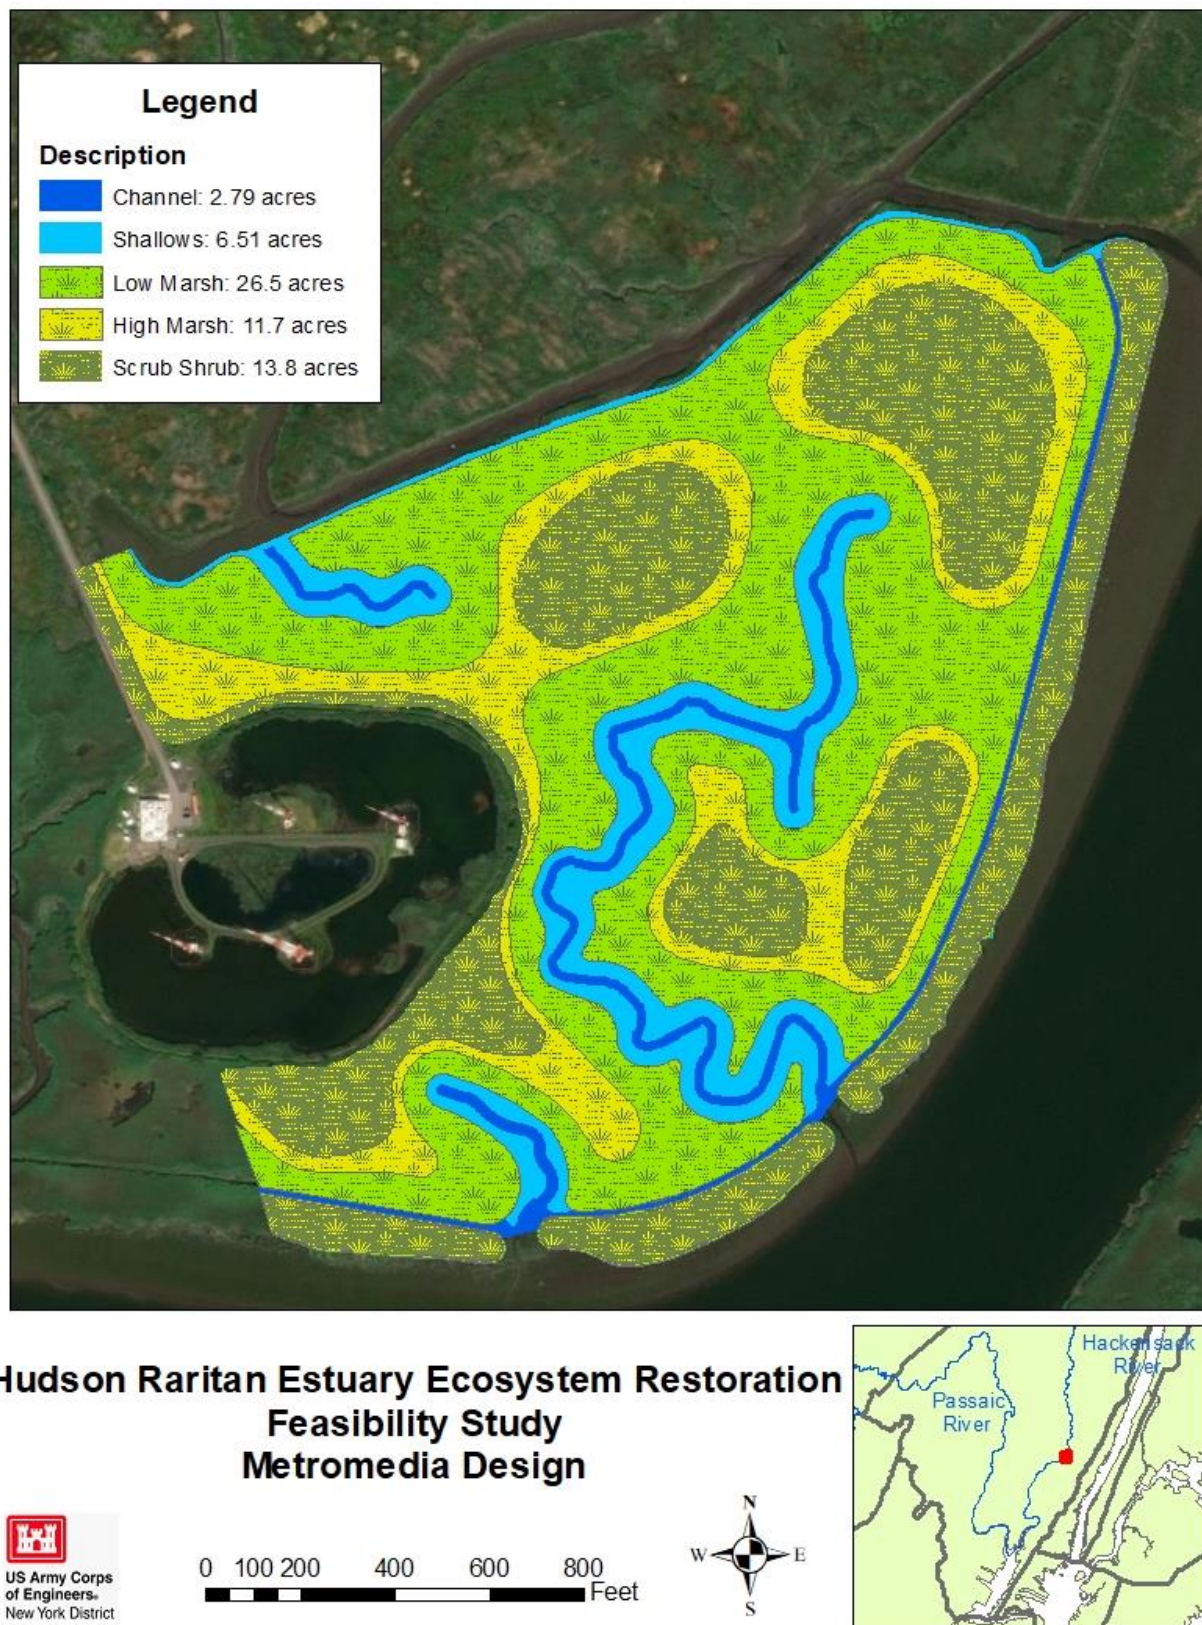 Legend
Description
Channel: 2.79 acres
Shallows: 6.51 acres
Low Marsh: 26.5 acres
High Marsh: 11.7 acres
Scrub Shrub: 13.8 acres
Hudson Raritan Estuary Ecosystem Restoration
Feasibility Study
Metromedia Design
US Army Corps
of Engineers®
New York District
0 100 200 400 600 800
Feet
N
W E
S
Hackensack
River
Passaic
River